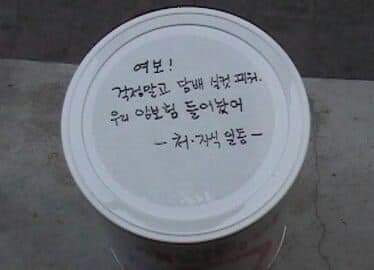 여보!
걱정말고 담배 실컷 피워.
우리 암보험 들어놨어
- 처·자식 일동 -